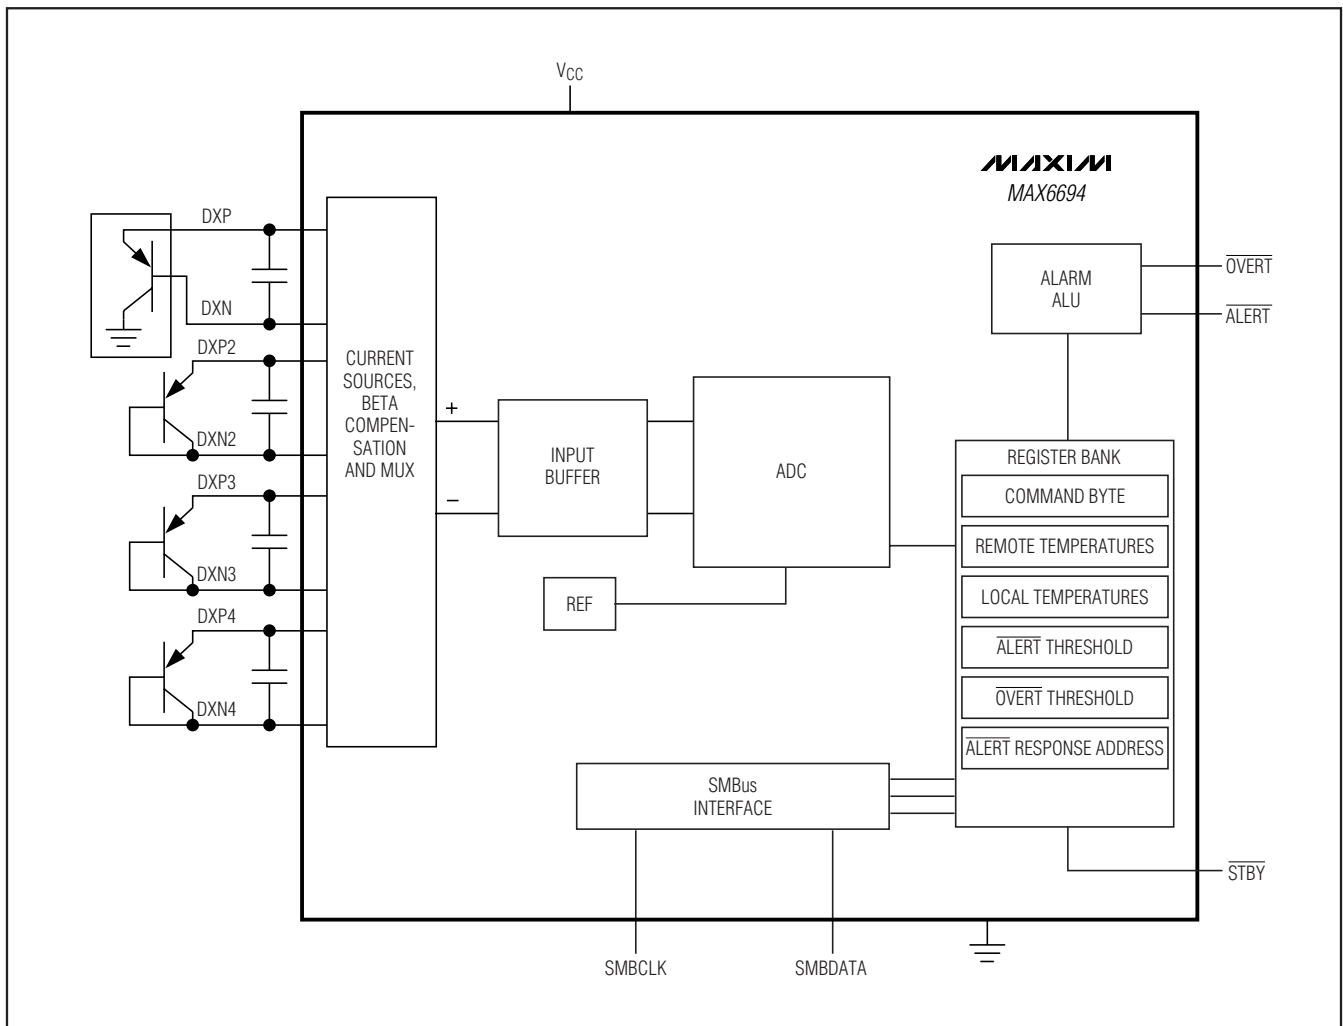 VCC
MAXIM
MAX6694
DXP
DXN
DXP2
DXN2
DXP3
DXN3
DXP4
DXN4
CURRENT
SOURCES,
BETA
COMPEN-
SATION
AND MUX
+
−
INPUT
BUFFER
ADC
REF
ALARM
ALU
OVERT
ALERT
REGISTER BANK
COMMAND BYTE
REMOTE TEMPERATURES
LOCAL TEMPERATURES
ALERT THRESHOLD
OVERT THRESHOLD
ALERT RESPONSE ADDRESS
SMBus
INTERFACE
STBY
SMBCLK
SMBDATA